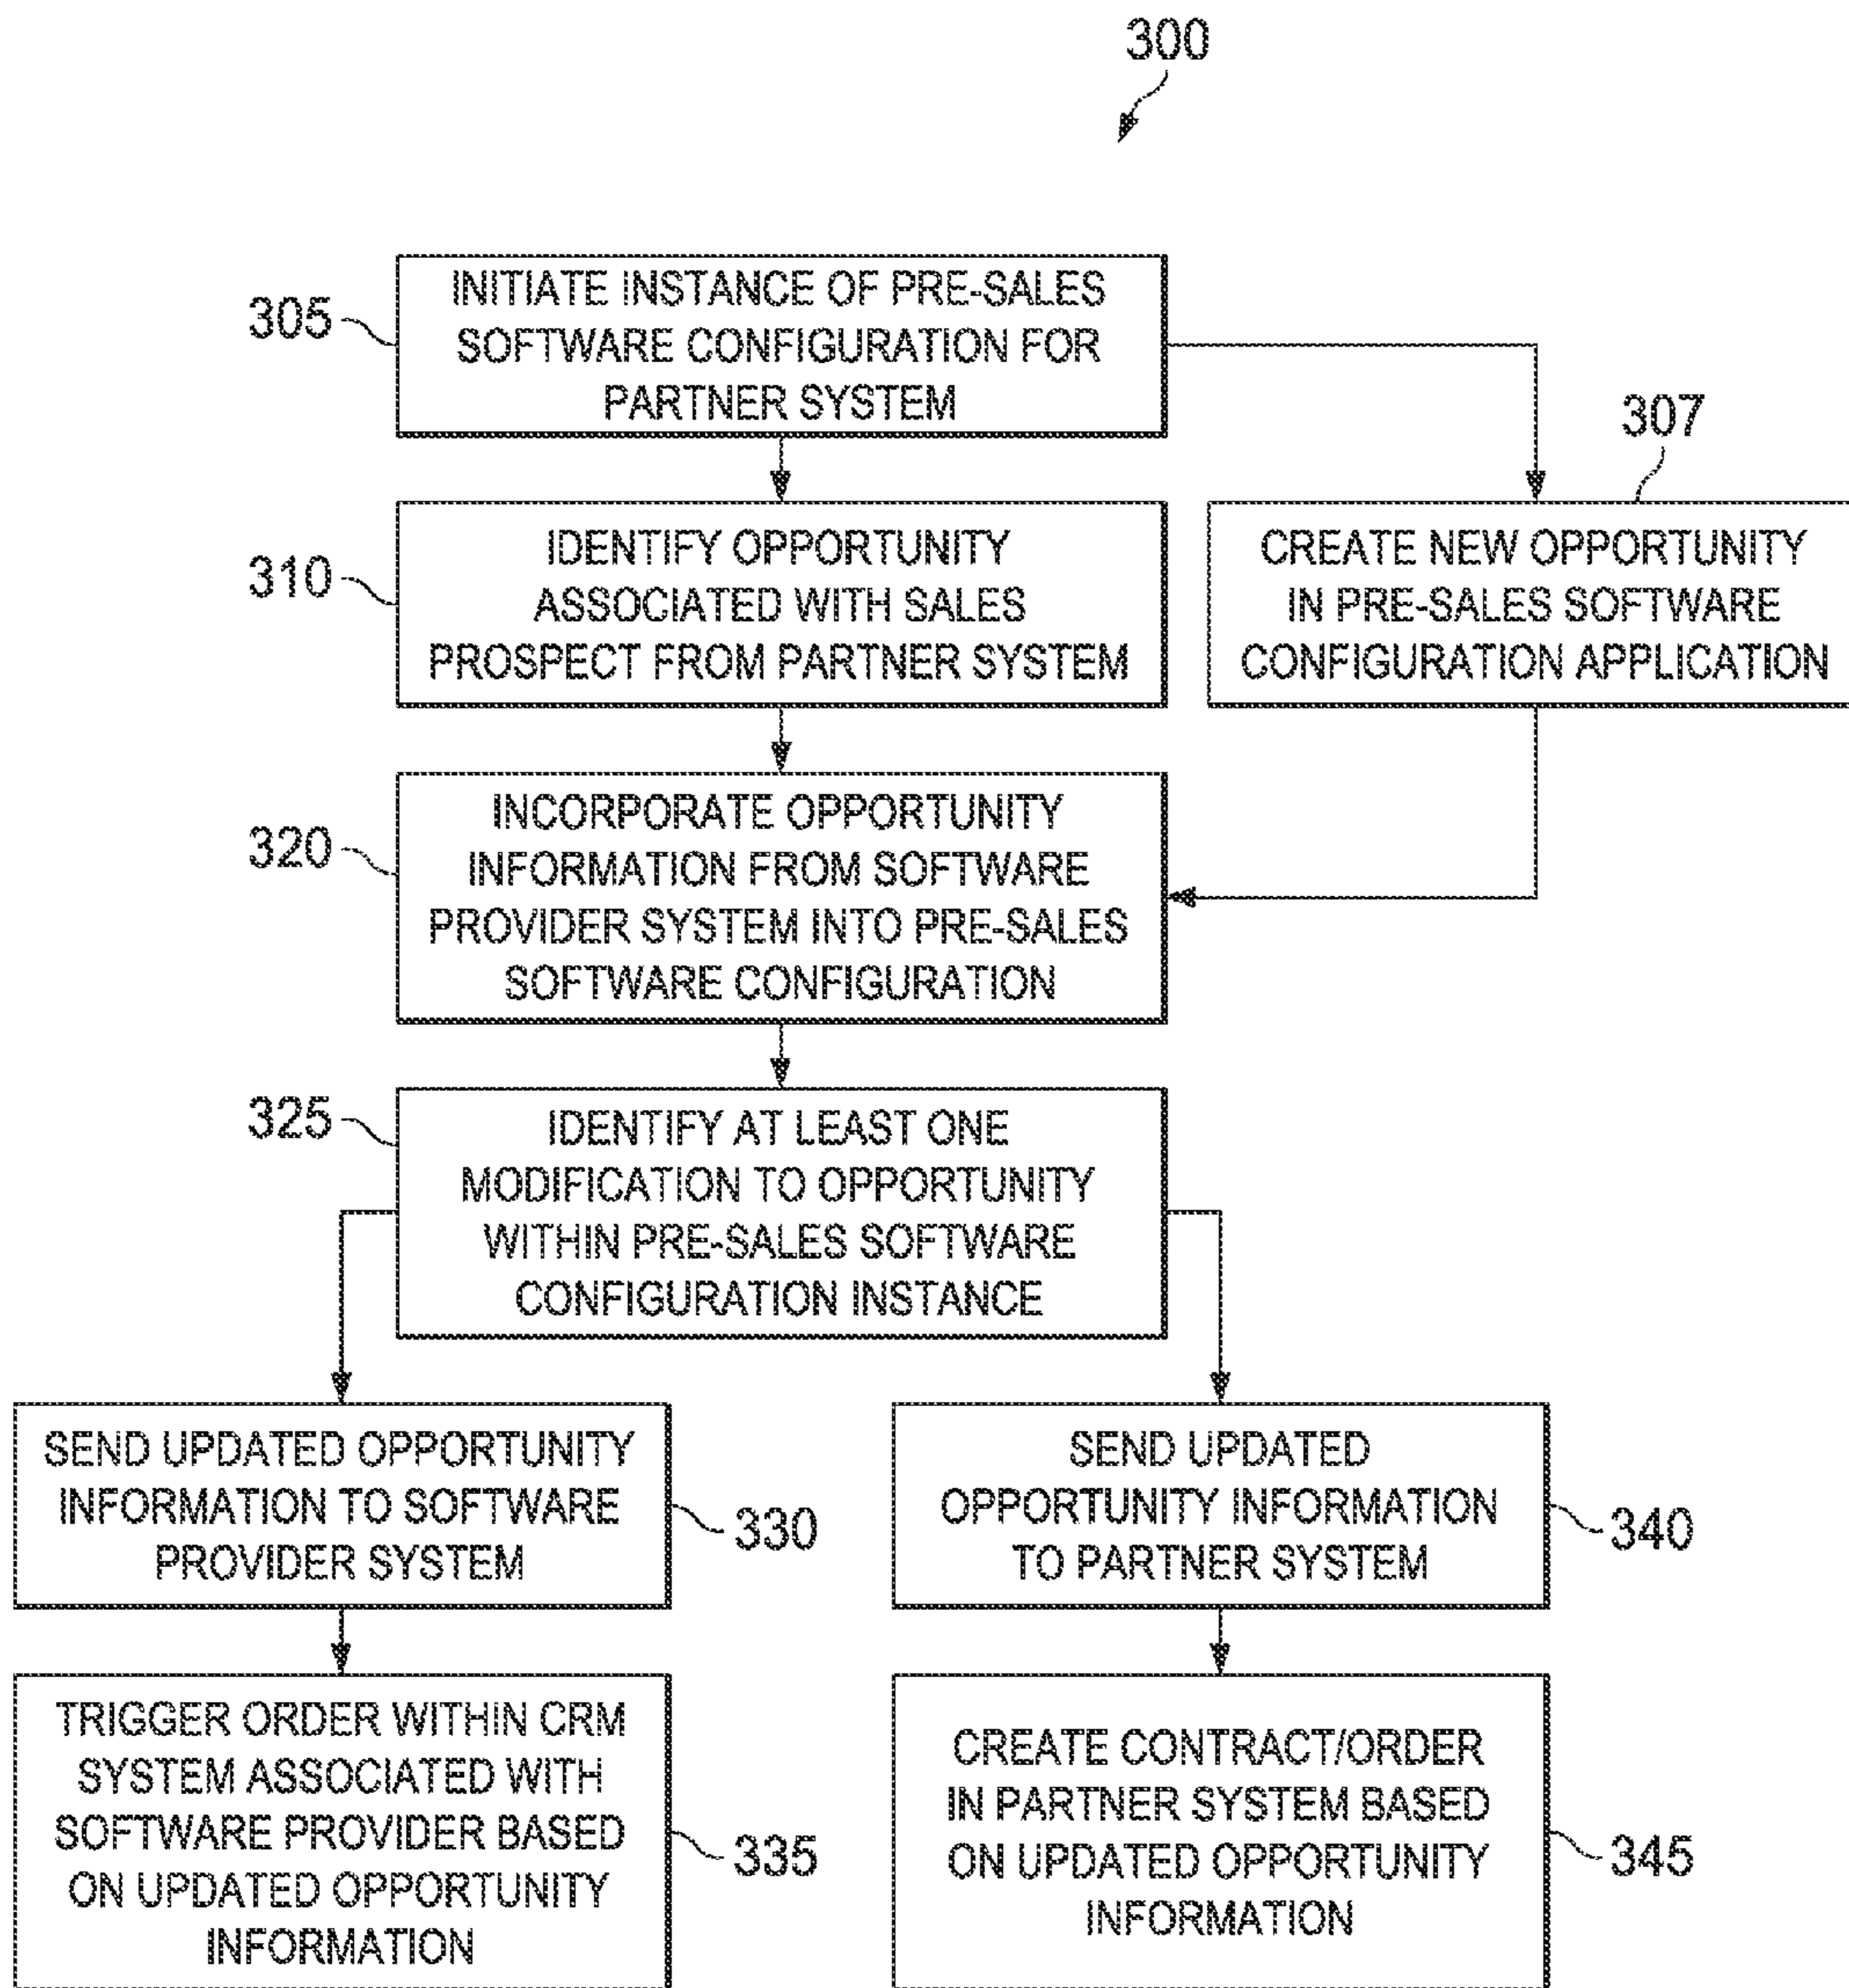 300
305
INITIATE INSTANCE OF PRE-SALES
SOFTWARE CONFIGURATION FOR
PARTNER SYSTEM
307
310
IDENTIFY OPPORTUNITY
ASSOCIATED WITH SALES
PROSPECT FROM PARTNER SYSTEM
CREATE NEW OPPORTUNITY
IN PRE-SALES SOFTWARE
CONFIGURATION APPLICATION
320
INCORPORATE OPPORTUNITY
INFORMATION FROM SOFTWARE
PROVIDER SYSTEM INTO PRE-SALES
SOFTWARE CONFIGURATION
325
IDENTIFY AT LEAST ONE
MODIFICATION TO OPPORTUNITY
WITHIN PRE-SALES SOFTWARE
CONFIGURATION INSTANCE
SEND UPDATED OPPORTUNITY
INFORMATION TO SOFTWARE
PROVIDER SYSTEM
330
SEND UPDATED
OPPORTUNITY INFORMATION
TO PARTNER SYSTEM
340
TRIGGER ORDER WITHIN CRM
SYSTEM ASSOCIATED WITH
SOFTWARE PROVIDER BASED
ON UPDATED OPPORTUNITY
INFORMATION
335
CREATE CONTRACT/ORDER
IN PARTNER SYSTEM BASED
ON UPDATED OPPORTUNITY
INFORMATION
345